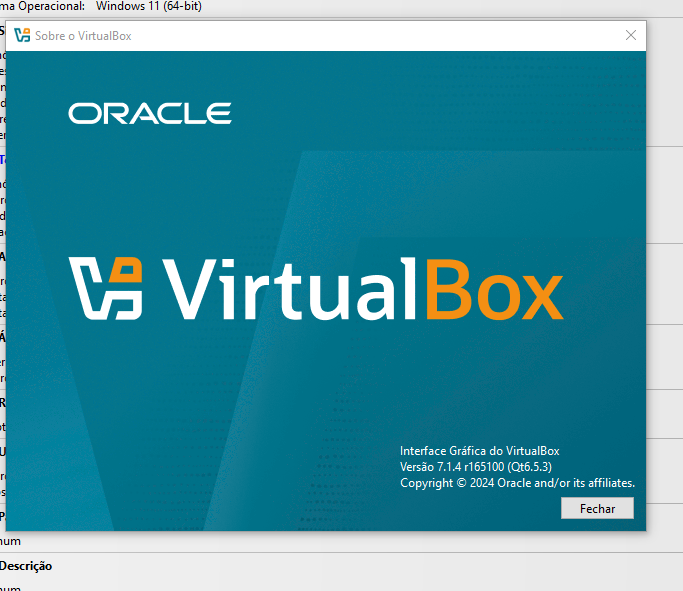 ma Operacional: Windows 11 (64-bit)
Sobre o VirtualBox
ORACLE
VirtualBox
Interface Gráfica do VirtualBox
Versão 7.1.4 r165100 (Qt6.5.3)
Copyright © 2024 Oracle and/or its affiliates.
Fechar
num
Descrição